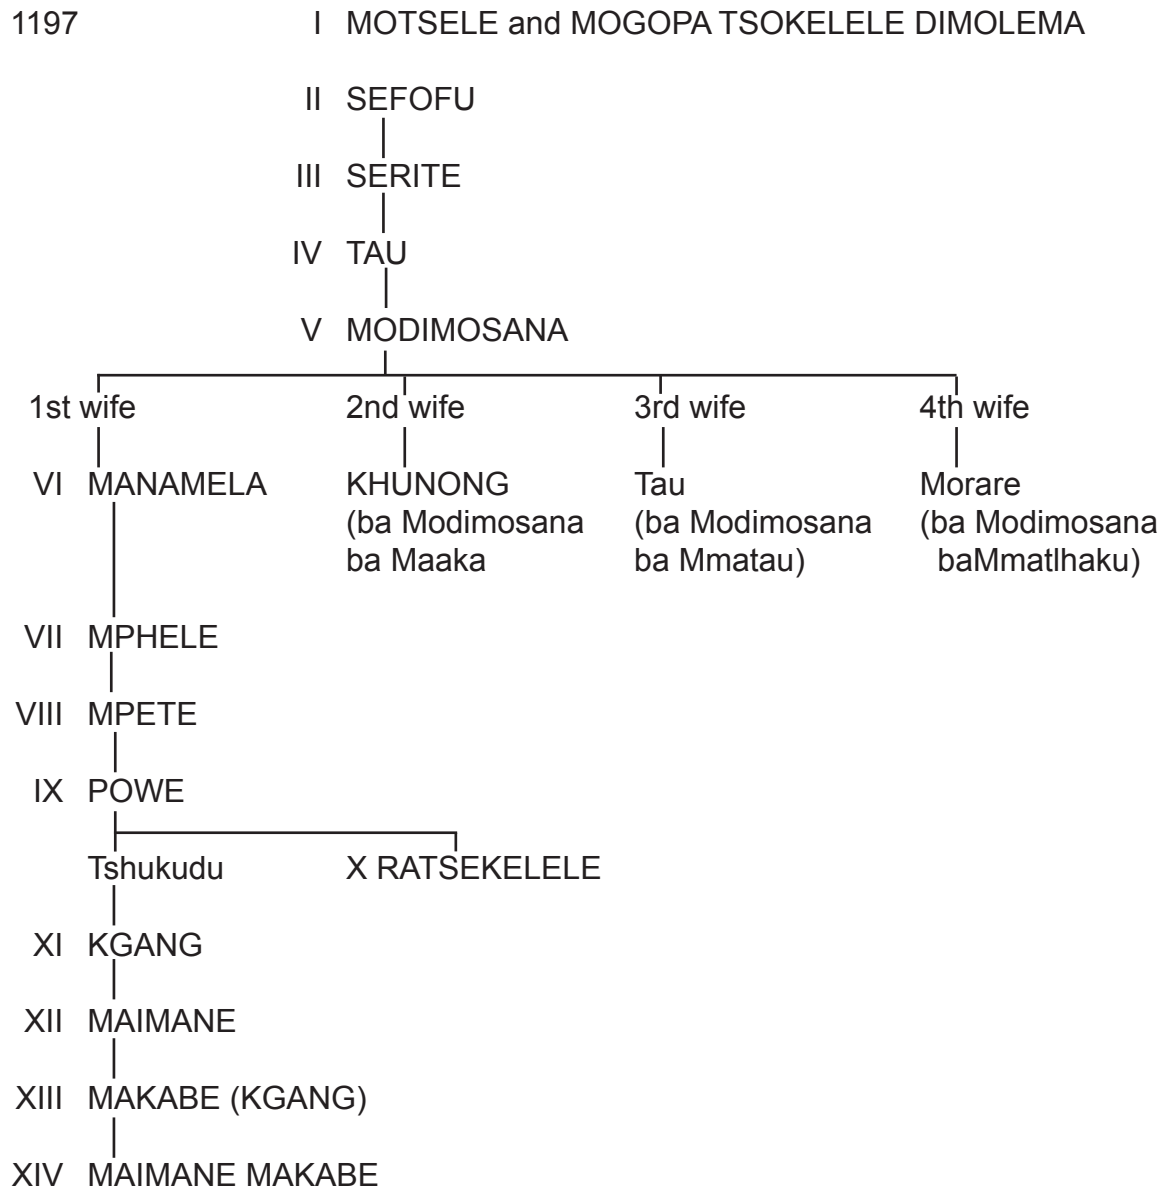 1197 I MOTSELE and MOGOPA TSOKELELE DIMOLEMA
II SEFOFU
III SERITE
IV TAU
V MODIMOSANA
1st wife 2nd wife 3rd wife 4th wife
VI MANAMELA KHUNONG Tau Morare
(ba Modimosana (ba Modimosana (ba Modimosana
ba Maaka ba Mmatau) baMmatlhaku)
VII MPHELE
VIII MPETE
IX POWE
Tshukudu X RATSEKELELE
XI KGANG
XII MAIMANE
XIII MAKABE (KGANG)
XIV MAIMANE MAKABE